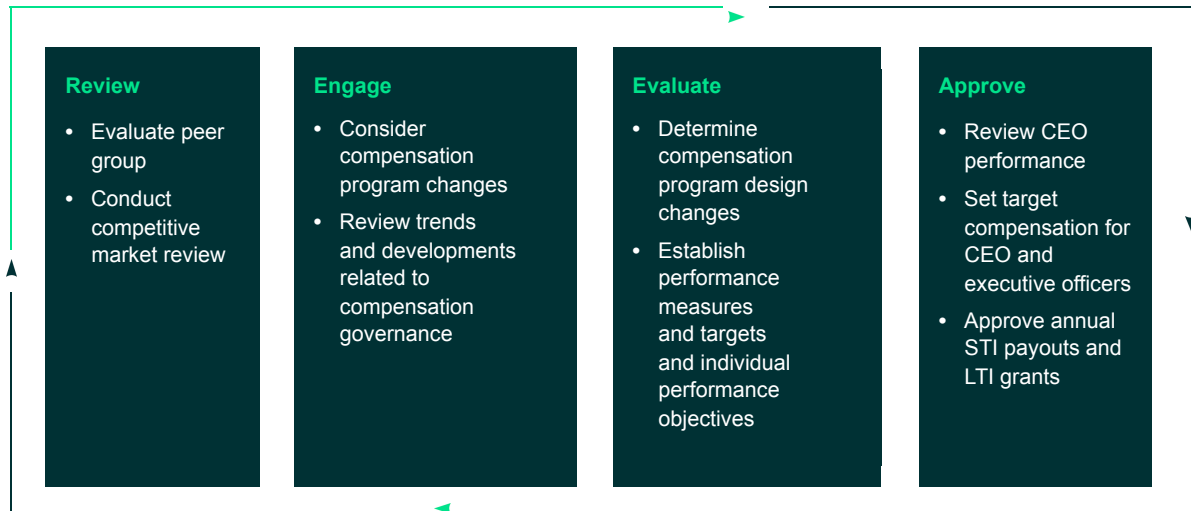 Review
• Evaluate peer
group
• Conduct
competitive
market review
Engage
• Consider
compensation
program changes
• Review trends
and developments
related to
compensation
governance
Evaluate
• Determine
compensation
program design
changes
• Establish
performance
measures
and targets
and individual
performance
objectives
Approve
• Review CEO
performance
• Set target
compensation for
CEO and
executive officers
• Approve annual
STI payouts and
LTI grants